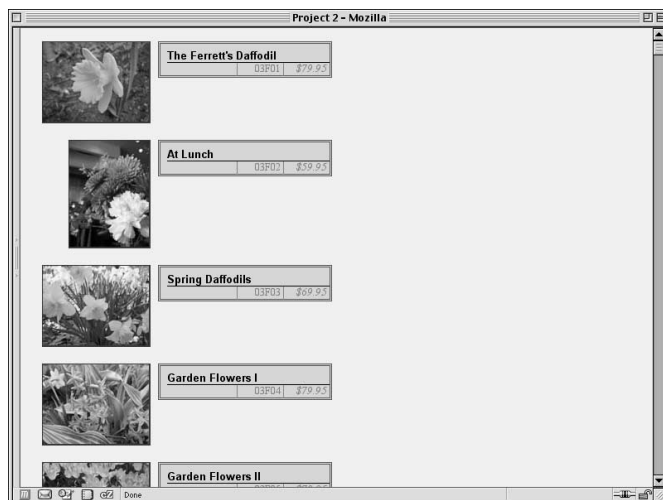 Project 2 – Mozilla
The Ferrett's Daffodil
03F01 $79.95
At Lunch
03F02 $59.95
Spring Daffodils
03F03 $69.95
Garden Flowers I
03F04 $79.95
Garden Flowers II
Done